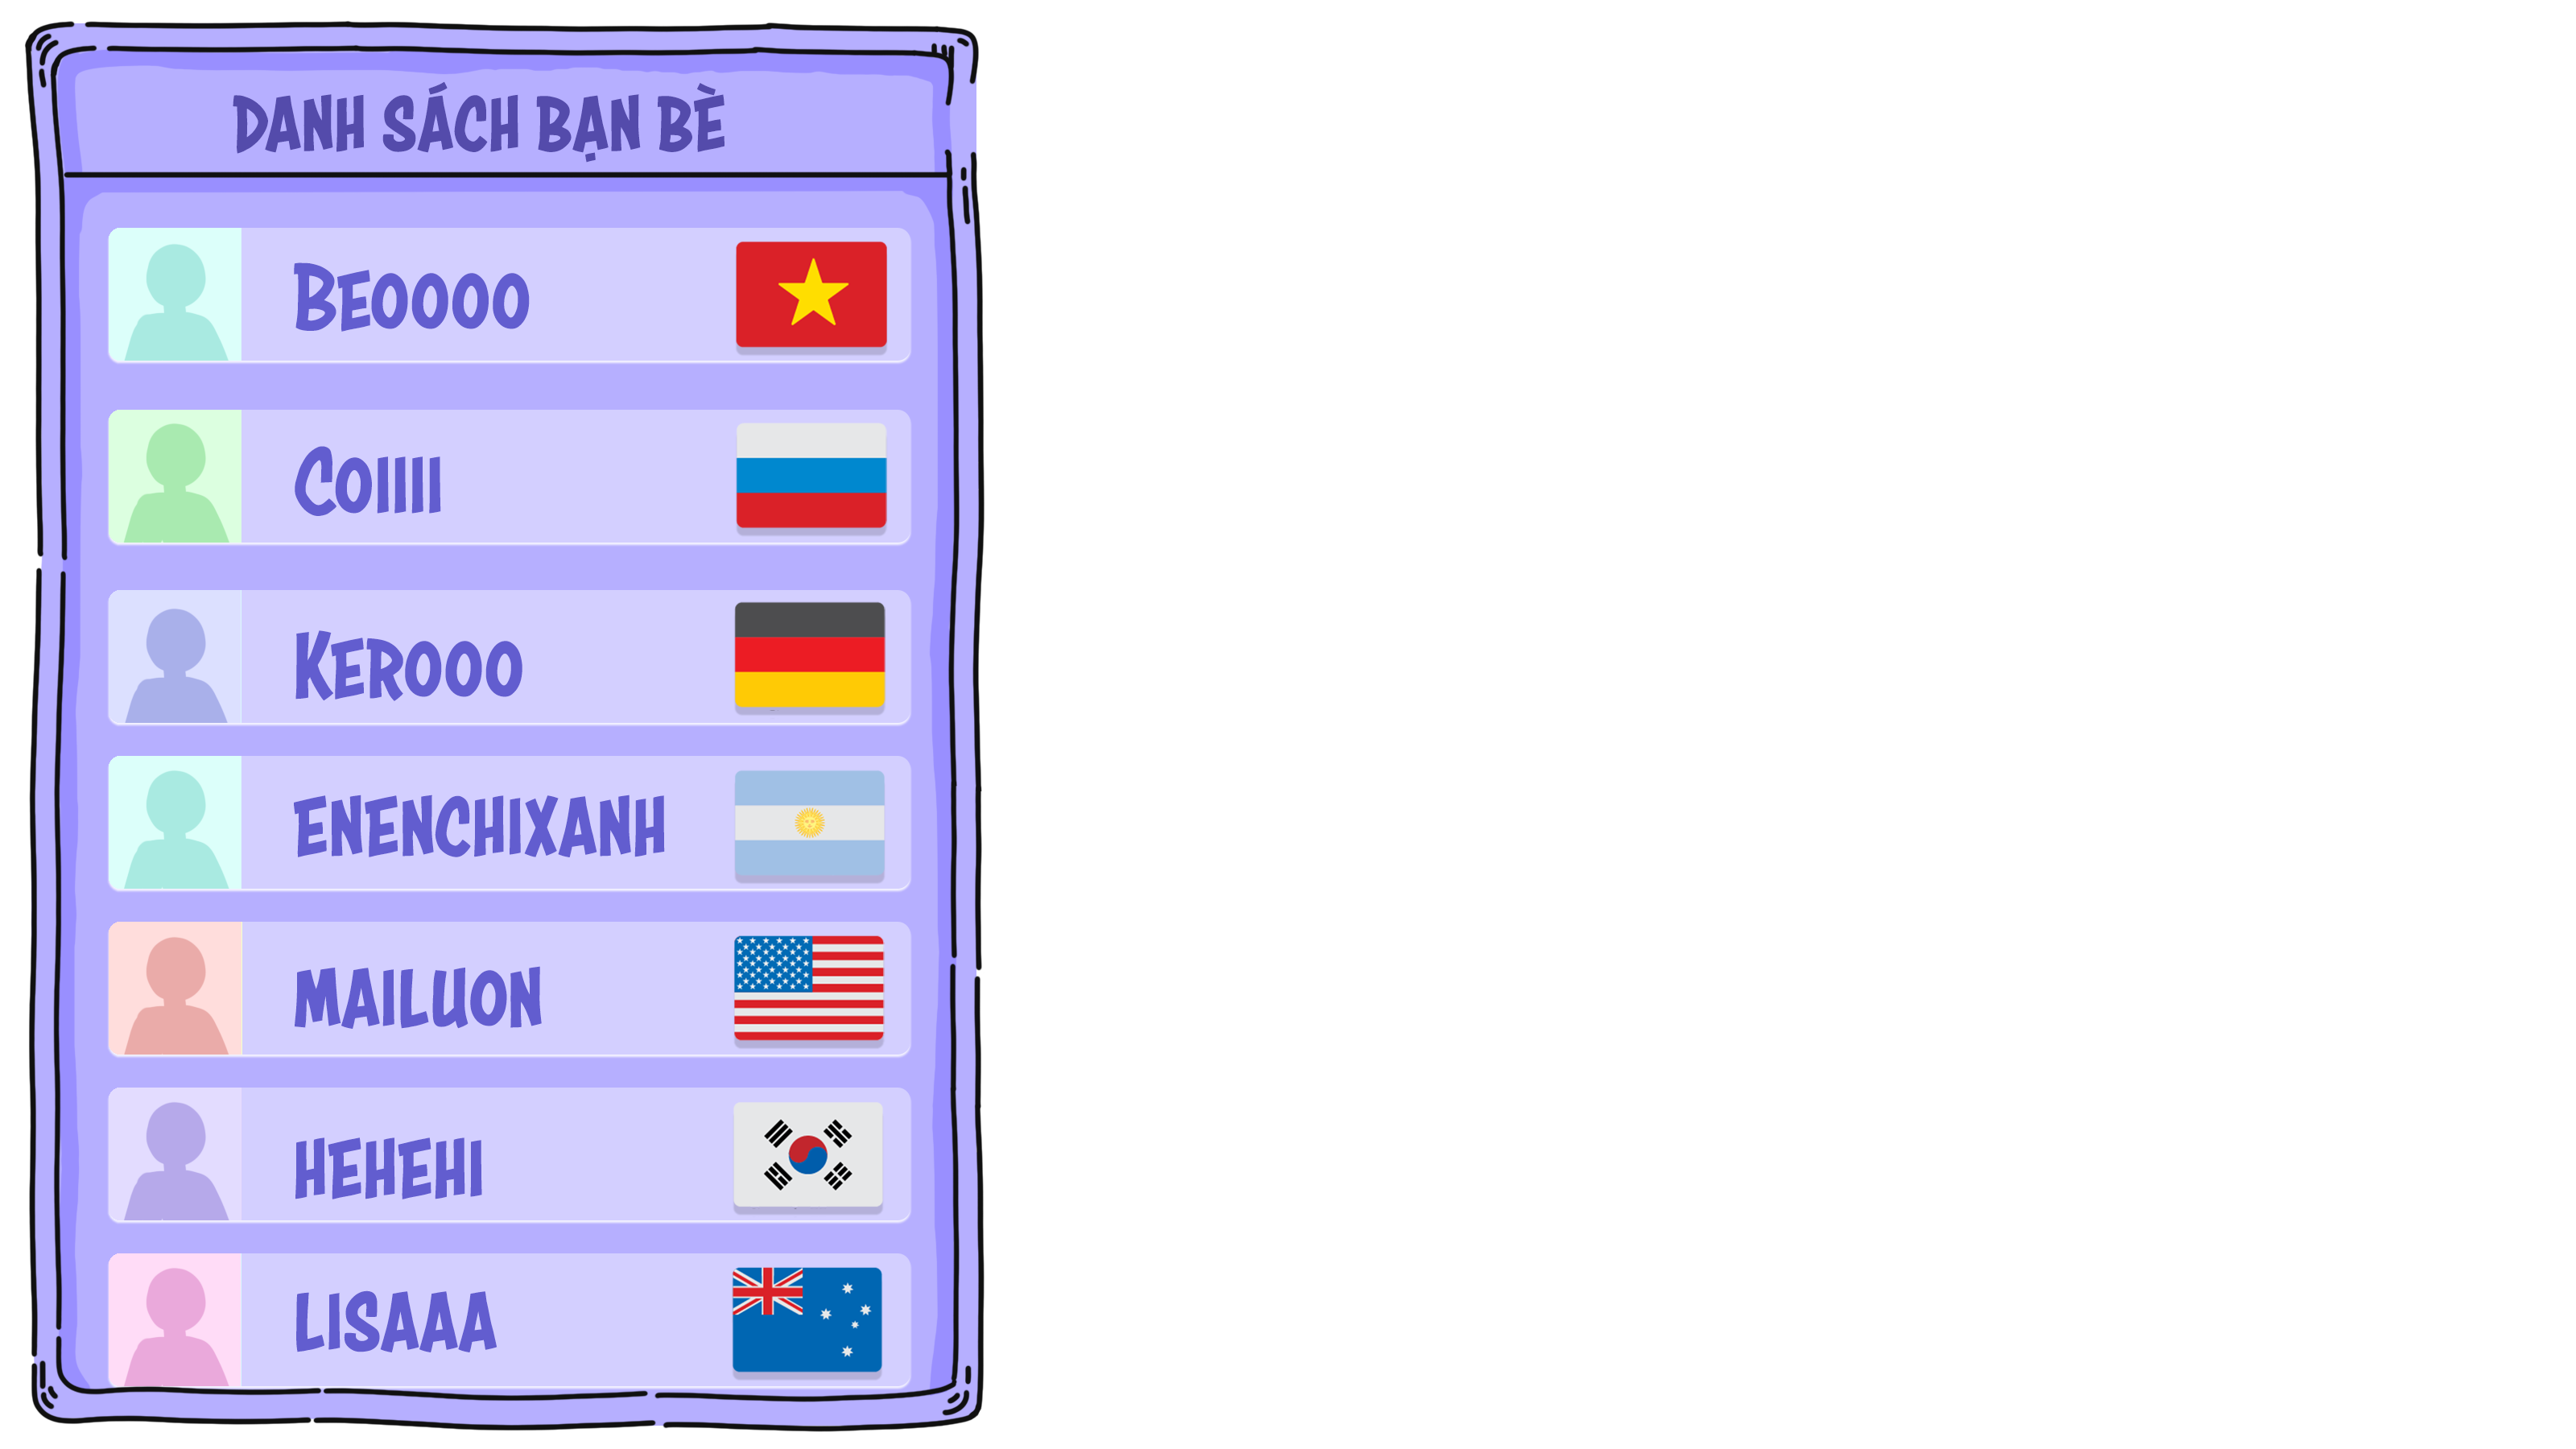 DANH SÁCH BẠN BÈ
BEOOOO
COIIII
KEROOO
ENENCHIXANH
MAILUON
HEHEHI
LISAAA